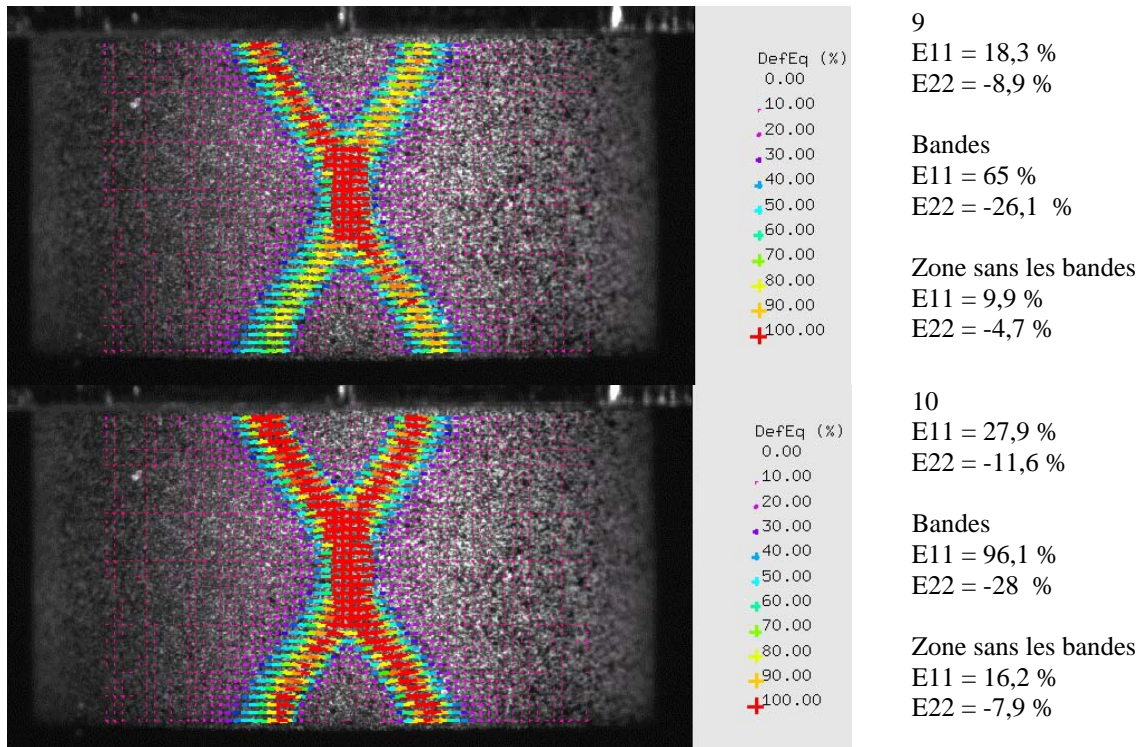 DefEq (%)
0.00
10.00
20.00
30.00
40.00
50.00
60.00
70.00
80.00
90.00
100.00
9
E11 = 18,3 %
E22 = -8,9 %
Bandes
E11 = 65 %
E22 = -26,1 %
Zone sans les bandes
E11 = 9,9 %
E22 = -4,7 %
DefEq (%)
0.00
10.00
20.00
30.00
40.00
50.00
60.00
70.00
80.00
90.00
100.00
10
E11 = 27,9 %
E22 = -11,6 %
Bandes
E11 = 96,1 %
E22 = -28 %
Zone sans les bandes
E11 = 16,2 %
E22 = -7,9 %